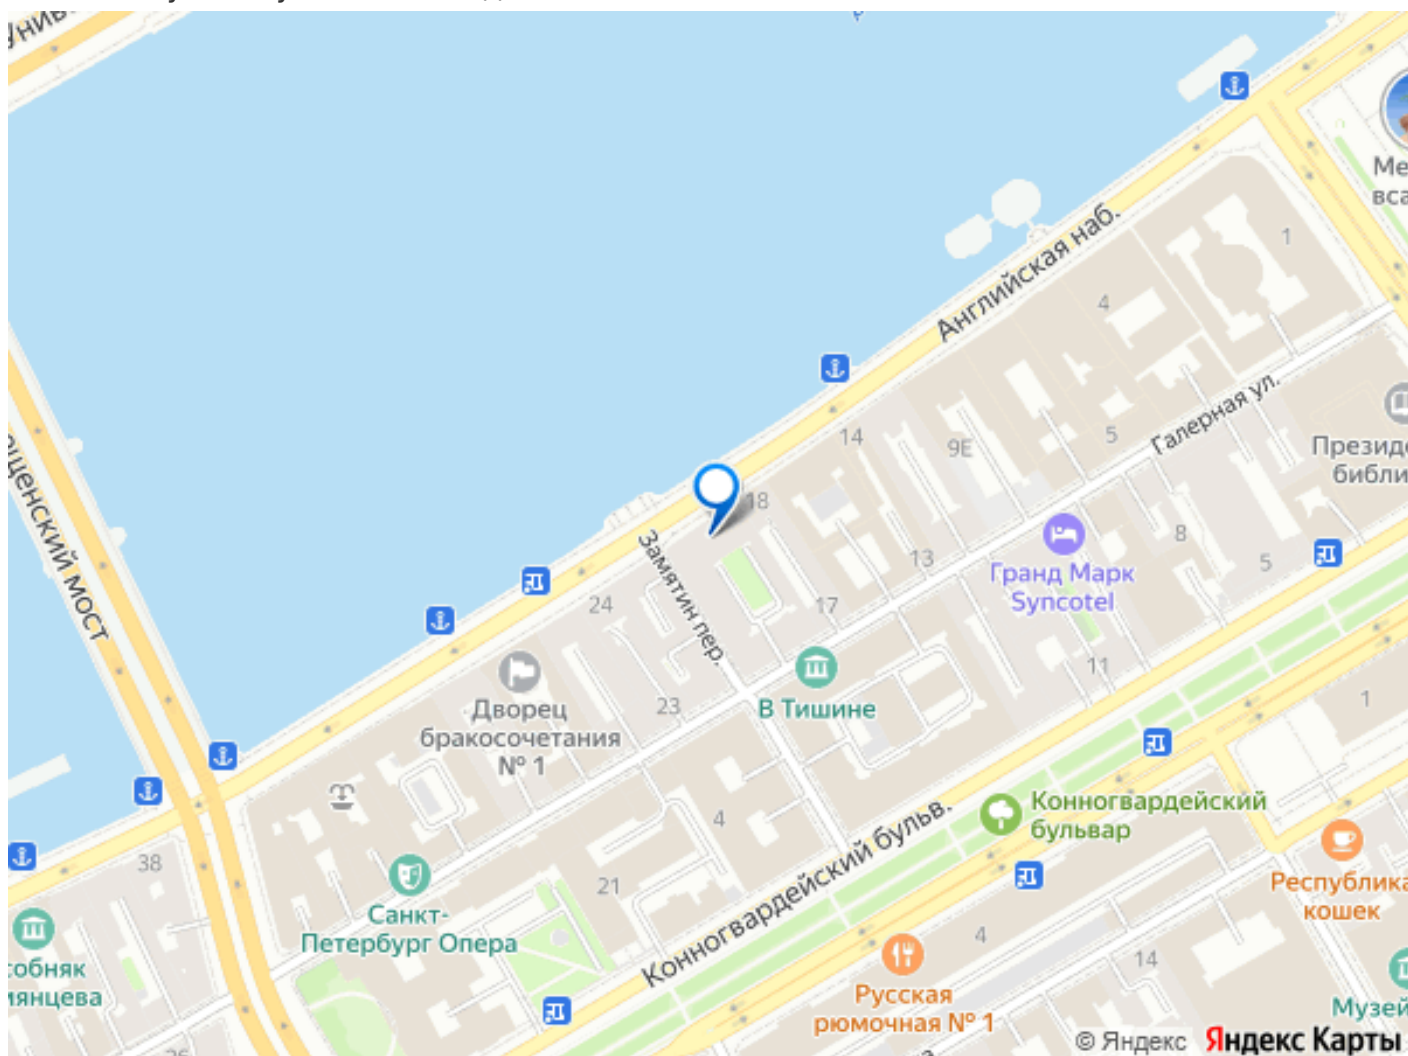 Английская наб.
1
4
5
Галерная ул.
14
9Е
18
13
Гранд Марк
Syncotel
8
5
11
Замятин пер.
17
24
23
В Тишине
Дворец
бракосочетания
№ 1
1
4
Конногвардейский
бульвар
Конногвардейский бульв.
38
21
Санкт-
Петербург Опера
Республика
кошек
4
14
Русская
рюмочная № 1
Музей
мост
© Яндекс Яндекс Карты